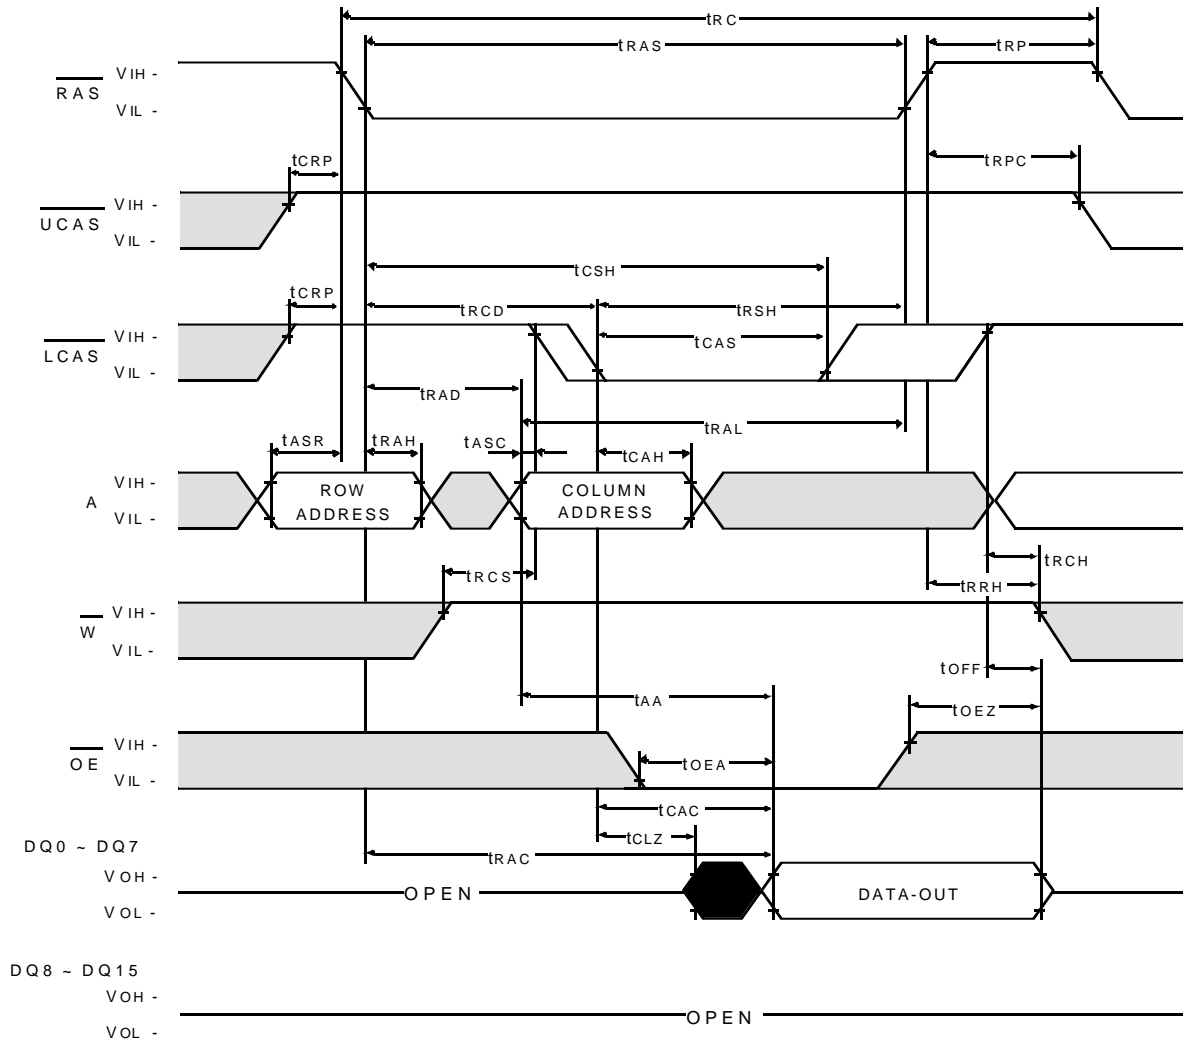 tRC
tRAS
tRP
RAS
VIH -
VIL -
tCRP
tRPC
UCAS
VIH -
VIL -
tCSH
tCRP
tRCD
tRSH
LCAS
VIH -
VIL -
tCAS
tRAD
tRAL
tASR
tRAH
tASC
tCAH
A
VIH -
VIL -
ROW
ADDRESS
COLUMN
ADDRESS
tRCS
tRCH
tRRH
W
VIH -
VIL -
tOFF
tAA
tOEZ
OE
VIH -
VIL -
tOEA
tCAC
tCLZ
tRAC
DQ0 ~ DQ7
VOH -
VOL -
OPEN
DATA-OUT
DQ8 ~ DQ15
VOH -
VOL -
OPEN